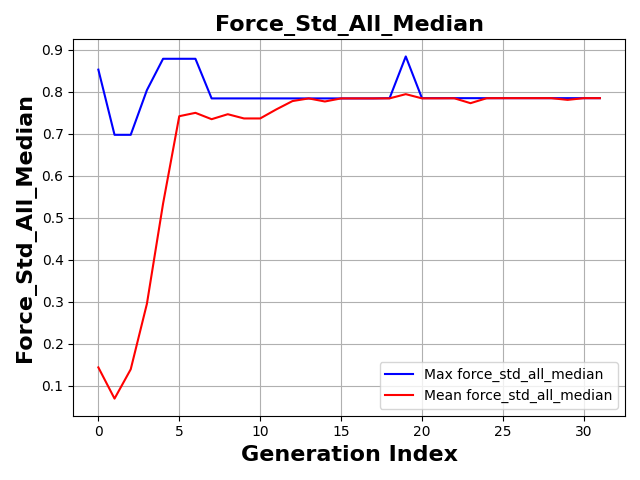 Force_Std_All_Median
Force_Std_All_Median
0.9
0.8
0.7
0.6
0.5
0.4
0.3
0.2
0.1
Max force_std_all_median
Mean force_std_all_median
0 5 10 15 20 25 30
Generation Index